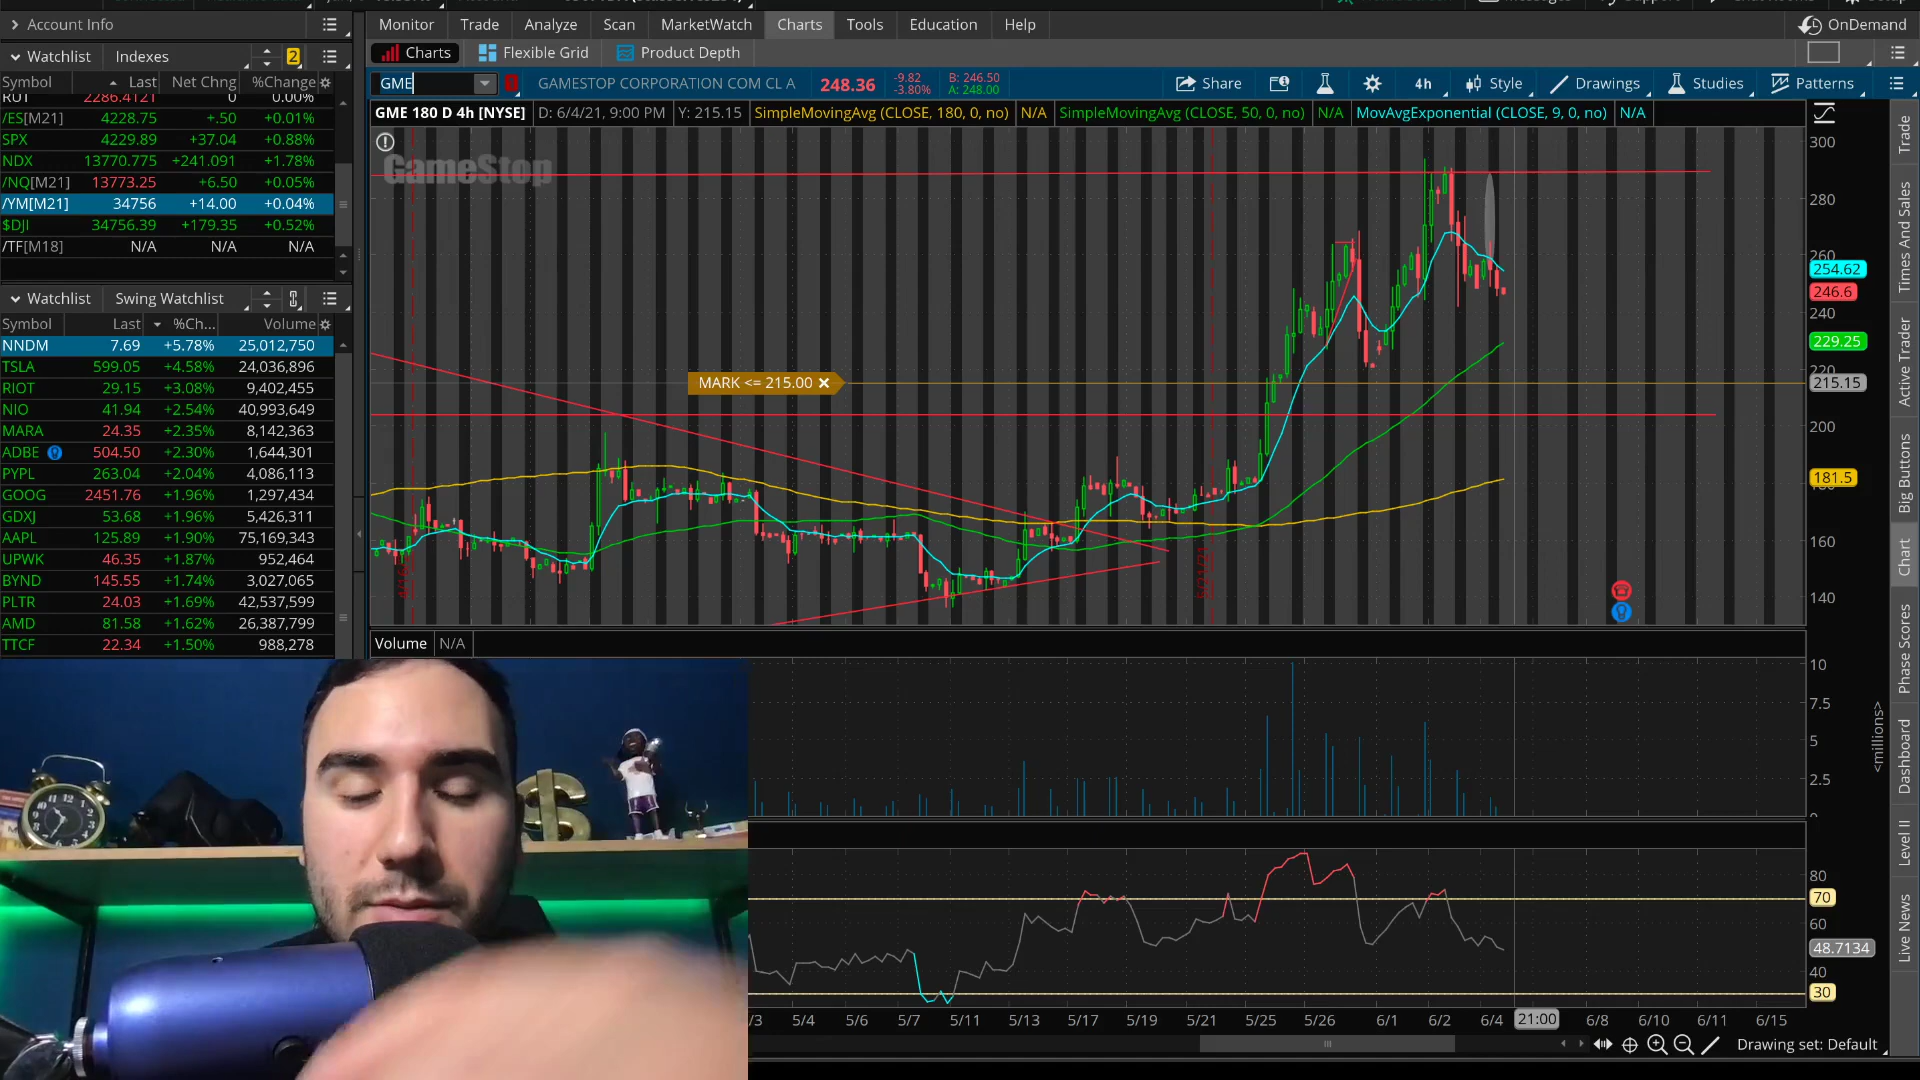 Account Info
Monitor Trade Analyze Scan MarketWatch Charts Tools Education Help
OnDemand
Watchlist Indexes 2
Charts Flexible Grid Product Depth
Symbol Last Net Chng %Change
RUT 2286.4121 0 0.00%
/ES[M21] 4228.75 +.50 +0.01%
SPX 4229.89 +37.04 +0.88%
NDX 13770.775 +241.091 +1.78%
/NQ[M21] 13773.25 +6.50 +0.05%
/YM[M21] 34756 +14.00 +0.04%
$DJI 34756.39 +179.35 +0.52%
/TF[M18] N/A N/A N/A
GME GAMESTOP CORPORATION COM CL A 248.36 -9.82 -3.80% B: 246.50 A: 248.00 Share 4h Style Drawings Studies Patterns
GME 180 D 4h [NYSE] D: 6/4/21, 9:00 PM Y: 215.15 SimpleMovingAvg (CLOSE, 180, 0, no) N/A SimpleMovingAvg (CLOSE, 50, 0, no) N/A MovAvgExponential (CLOSE, 9, 0, no) N/A
GameStop
Watchlist Swing Watchlist
Symbol Last %Ch... Volume
NNDM 7.69 +5.78% 25,012,750
TSLA 599.05 +4.58% 24,036,896
RIOT 29.15 +3.08% 9,402,455
NIO 41.94 +2.54% 40,993,649
MARA 24.35 +2.35% 8,142,363
ADBE 504.50 +2.30% 1,644,301
PYPL 263.04 +2.04% 4,086,113
GOOG 2451.76 +1.96% 1,297,434
GDXJ 53.68 +1.96% 5,426,311
AAPL 125.89 +1.90% 75,169,343
UPWK 46.35 +1.87% 952,464
BYND 145.55 +1.74% 3,027,065
PLTR 24.03 +1.69% 42,537,599
AMD 81.58 +1.62% 26,387,799
TTCF 22.34 +1.50% 988,278
MARK <= 215.00
300
280
260
254.62
246.6
240
229.25
220
215.15
200
181.5
160
140
Volume N/A
10
7.5
5
2.5
<millions>
80
70
60
48.7134
40
30
/3 5/4 5/6 5/7 5/11 5/13 5/17 5/19 5/21 5/25 5/26 6/1 6/2 6/4 21:00 6/8 6/10 6/11 6/15
Drawing set: Default
Trade
Times And Sales
Active Trader
Big Buttons
Chart
Phase Scores
Dashboard
Level II
Live News